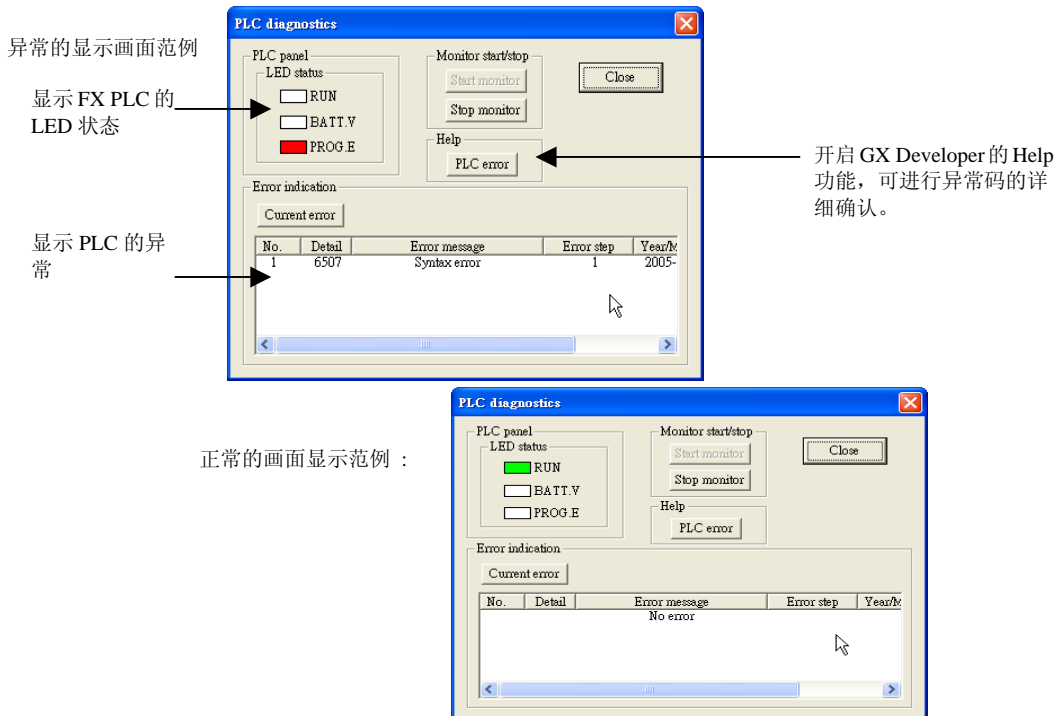 异常的显示画面范例
显示 FX PLC 的
LED 状态
显示 PLC 的异
常
PLC diagnostics
PLC panel
LED status
RUN
BATT.V
PROG.E
Monitor start/stop
Start monitor
Stop monitor
Close
Help
PLC error
Error indication
Current error
No. Detail Error message Error step Year/M
1 6507 Syntax error 1 2005-
开启 GX Developer 的 Help
功能，可进行异常码的详
细确认。
正常的画面显示范例 :
PLC diagnostics
PLC panel
LED status
RUN
BATT.V
PROG.E
Monitor start/stop
Start monitor
Stop monitor
Close
Help
PLC error
Error indication
Current error
No. Detail Error message Error step Year/M
No error